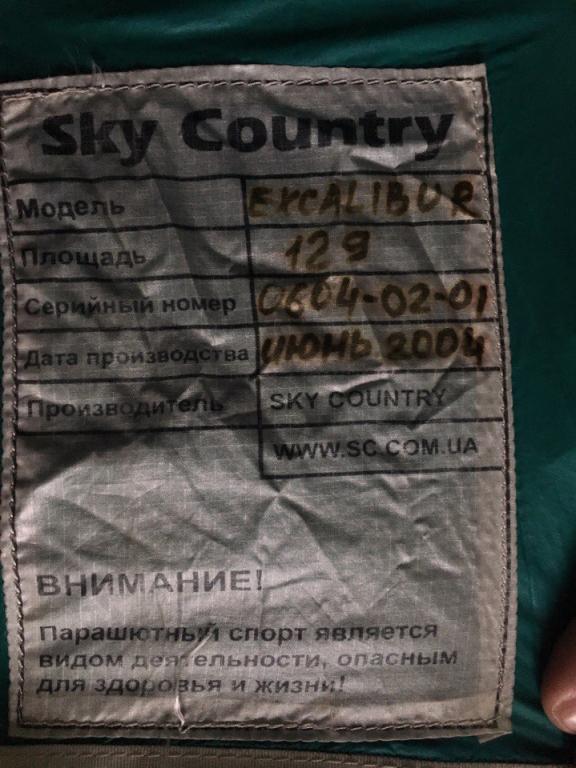 Sky Country
Модель EXCALIBUR
Площадь 129
Серийный номер 0604-02-01
Дата производства ИЮНЬ 2004
Производитель SKY COUNTRY
WWW.SC.COM.UA
ВНИМАНИЕ!
Парашютный спорт является
видом деятельности, опасным
для здоровья и жизни!